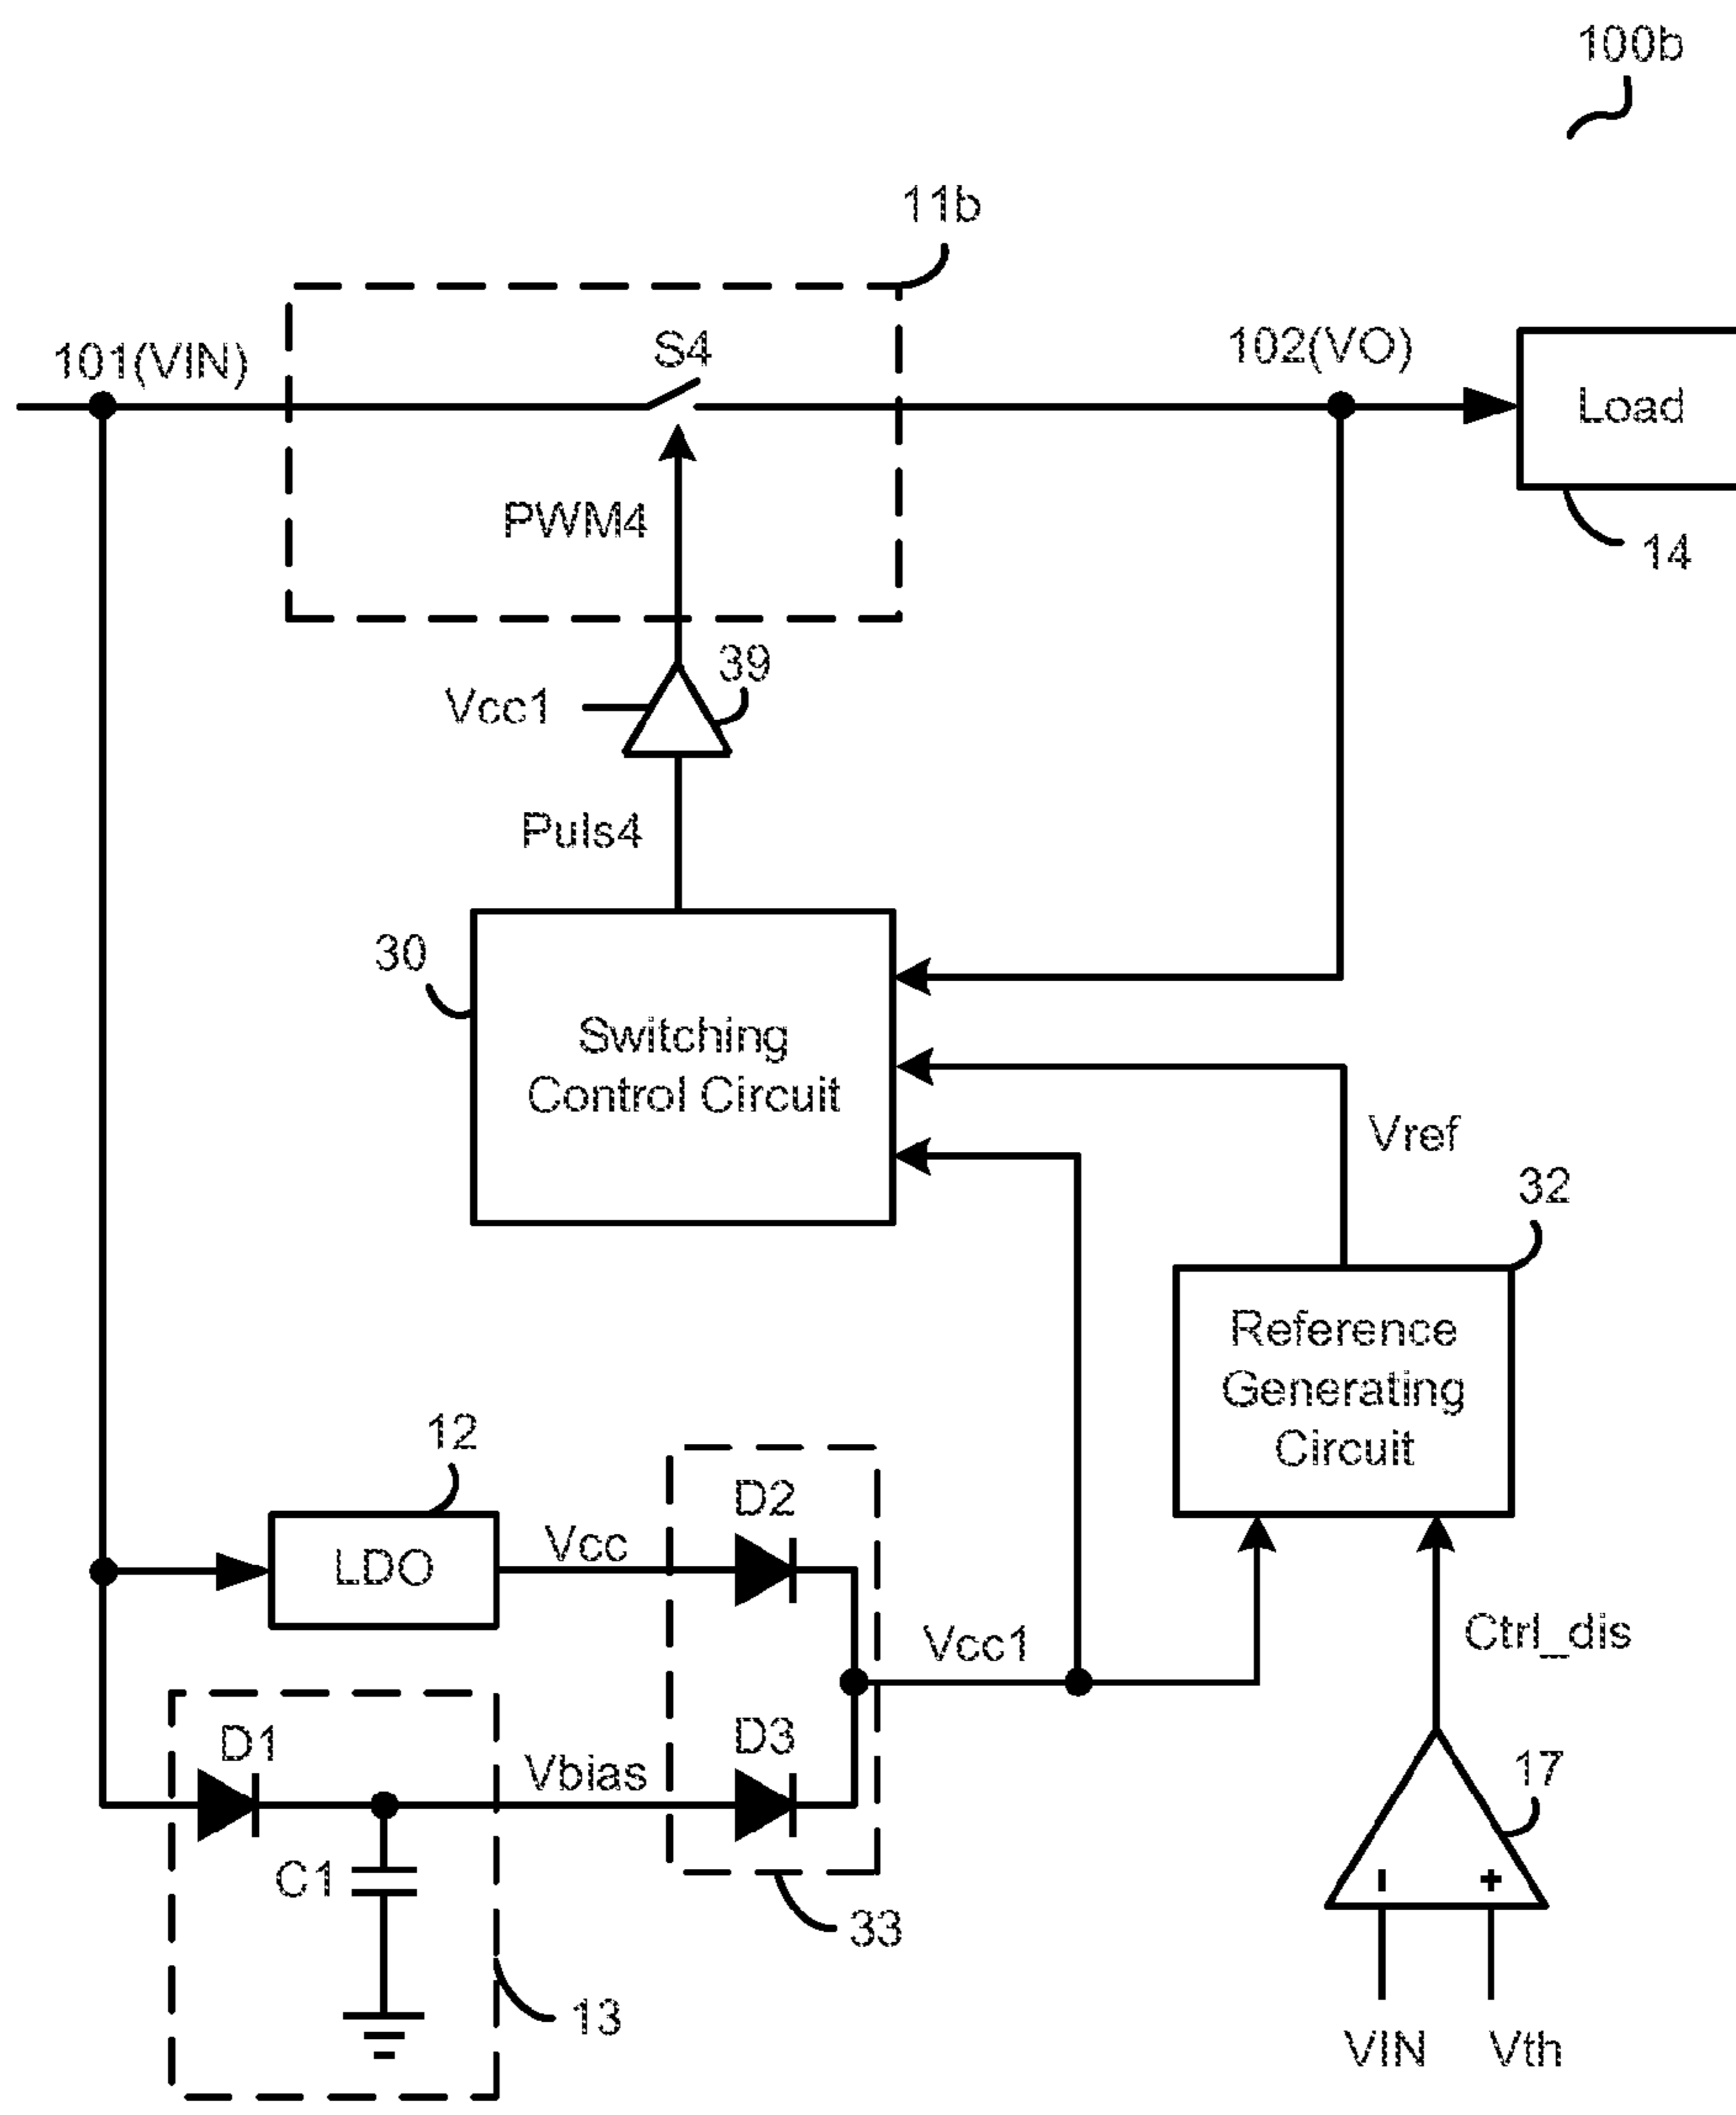 100b
11b
101(VIN)
S4
102(VO)
Load
PWM4
14
39
Vcc1
Puls4
30
Switching
Control Circuit
Vref
32
Reference
Generating
Circuit
12
D2
Vcc
LDO
Vcc1
Ctrl_dis
D1
D3
Vbias
17
C1
- +
33
13
VIN
Vth